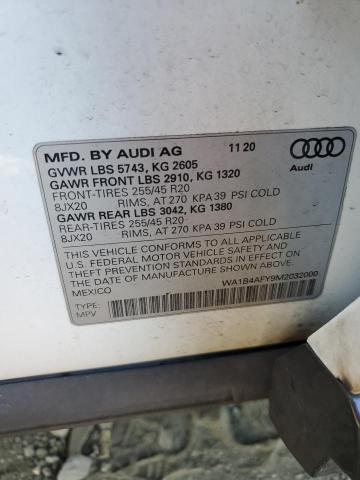 MFD. BY AUDI AG 11 20
GVWR LBS 5743, KG 2605
GAWR FRONT LBS 2910, KG 1320
FRONT-TIRES 255/45 R20
8JX20 RIMS, AT 270 KPA 39 PSI COLD
GAWR REAR LBS 3042, KG 1380
REAR-TIRES 255/45 R20
8JX20 RIMS, AT 270 KPA 39 PSI COLD
THIS VEHICLE CONFORMS TO ALL APPLICABLE
U.S. FEDERAL MOTOR VEHICLE SAFETY, BUMPER AND
THEFT PREVENTION STANDARDS IN EFFECT ON
THE DATE OF MANUFACTURE SHOWN ABOVE.
MEXICO
TYPE:
MPV
WA1B4AFY9M2032000
Audi